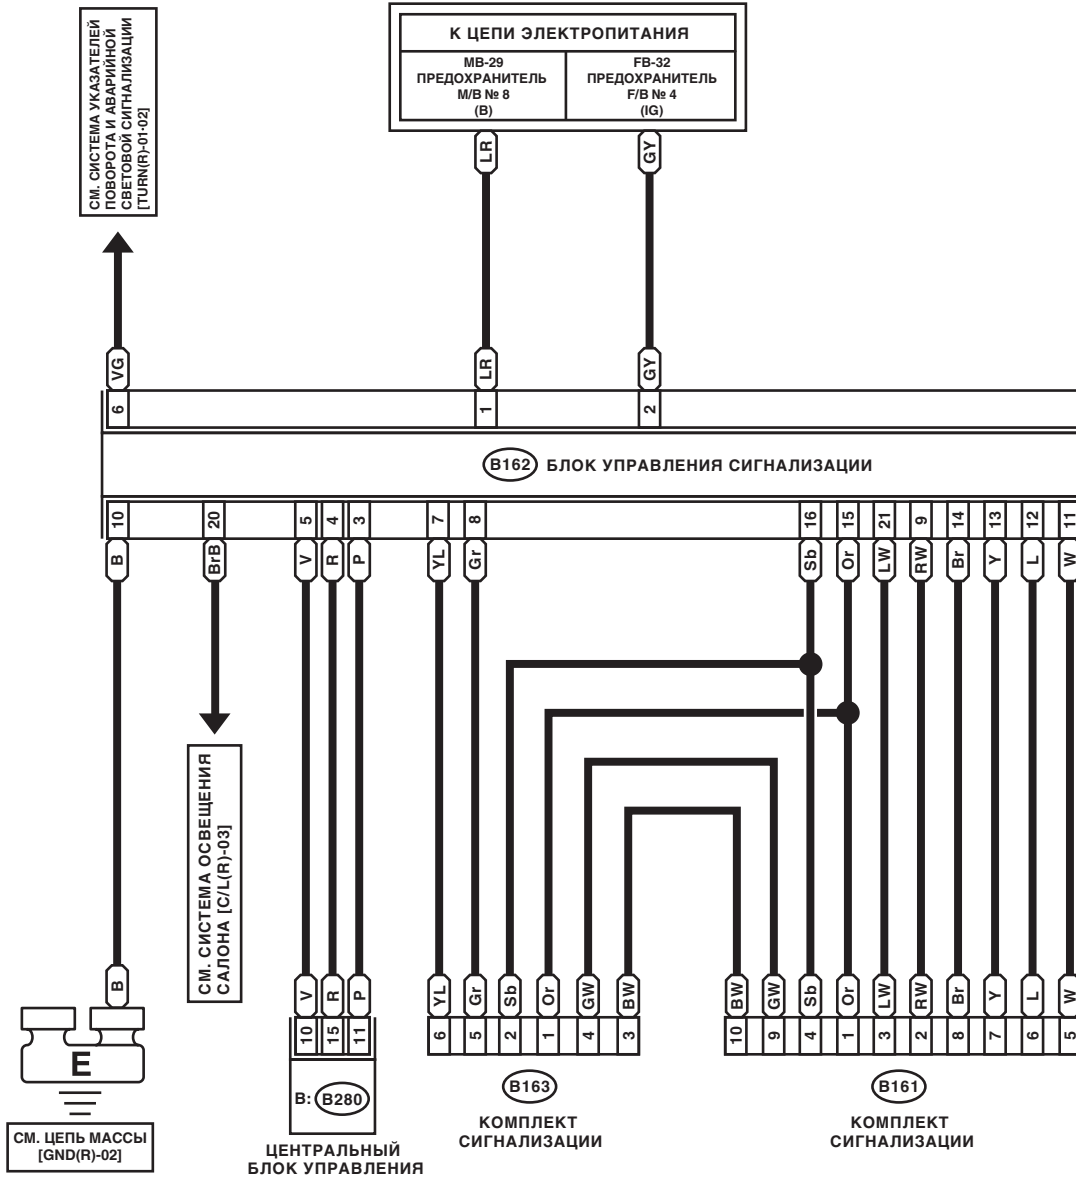 СМ. СИСТЕМА УКАЗАТЕЛЕЙ
ПОВОРОТА И АВАРИЙНОЙ
СВЕТОВОЙ СИГНАЛИЗАЦИИ
[TURN(R)-01-02]
К ЦЕПИ ЭЛЕКТРОПИТАНИЯ
MB-29
ПРЕДОХРАНИТЕЛЬ
M/B № 8
(B)
FB-32
ПРЕДОХРАНИТЕЛЬ
F/B № 4
(IG)
LR GY
VG LR GY
6 1 2
B162 БЛОК УПРАВЛЕНИЯ СИГНАЛИЗАЦИИ
10 20 5 4 3 7 8 16 15 21 9 14 13 12 11
B BrB V R P YL Gr Sb Or LW RW Br Y L W
СМ. СИСТЕМА ОСВЕЩЕНИЯ
САЛОНА [C/L(R)-03]
B V R P YL Gr Sb Or GW BW BW GW Sb Or LW RW Br Y L W
10 15 11 6 5 2 1 4 3 10 9 4 1 3 2 8 7 6 5
E
B: B280
B163
B161
СМ. ЦЕПЬ МАССЫ
[GND(R)-02]
ЦЕНТРАЛЬНЫЙ
БЛОК УПРАВЛЕНИЯ
КОМПЛЕКТ
СИГНАЛИЗАЦИИ
КОМПЛЕКТ
СИГНАЛИЗАЦИИ